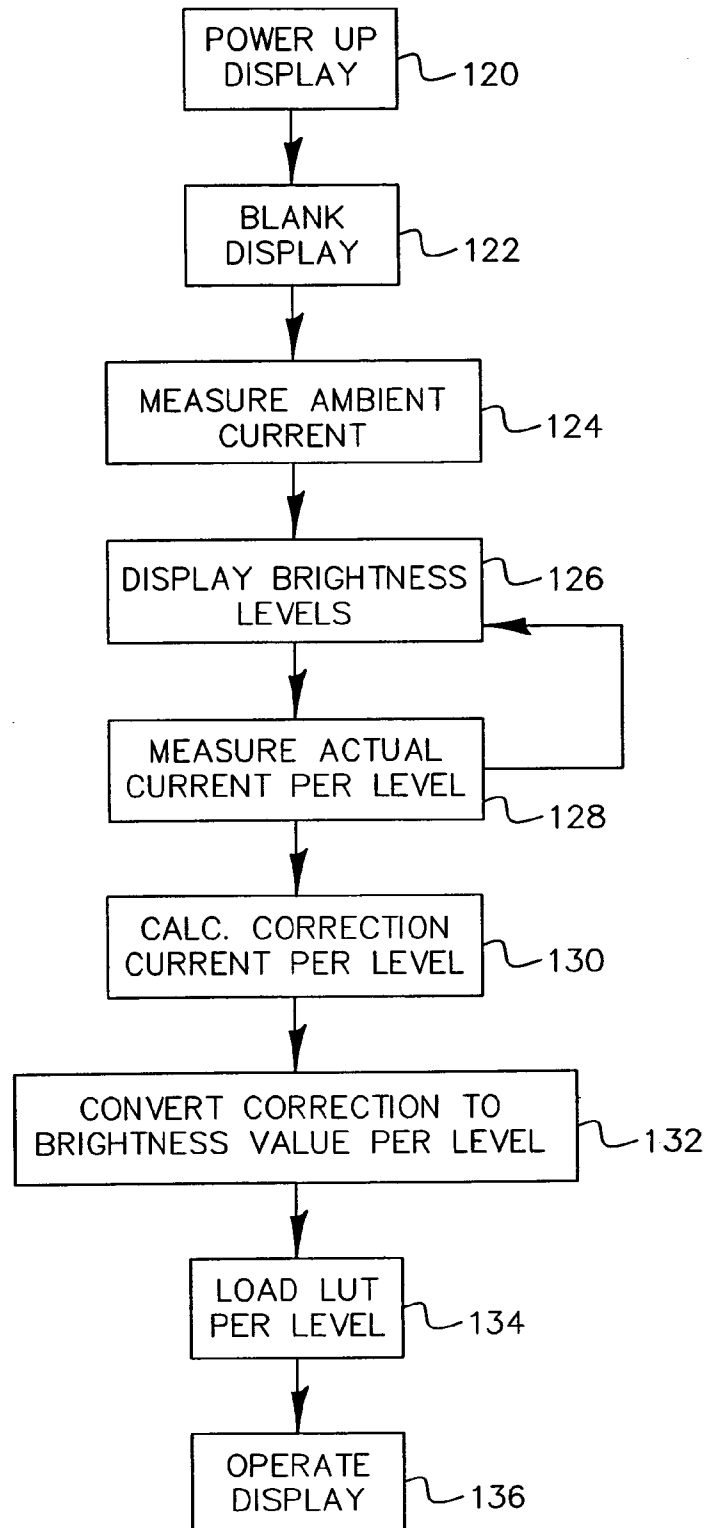 POWER UP
DISPLAY
120
BLANK
DISPLAY
122
MEASURE AMBIENT
CURRENT
124
DISPLAY BRIGHTNESS
LEVELS
126
MEASURE ACTUAL
CURRENT PER LEVEL
128
CALC. CORRECTION
CURRENT PER LEVEL
130
CONVERT CORRECTION TO
BRIGHTNESS VALUE PER LEVEL
132
LOAD LUT
PER LEVEL
134
OPERATE
DISPLAY
136